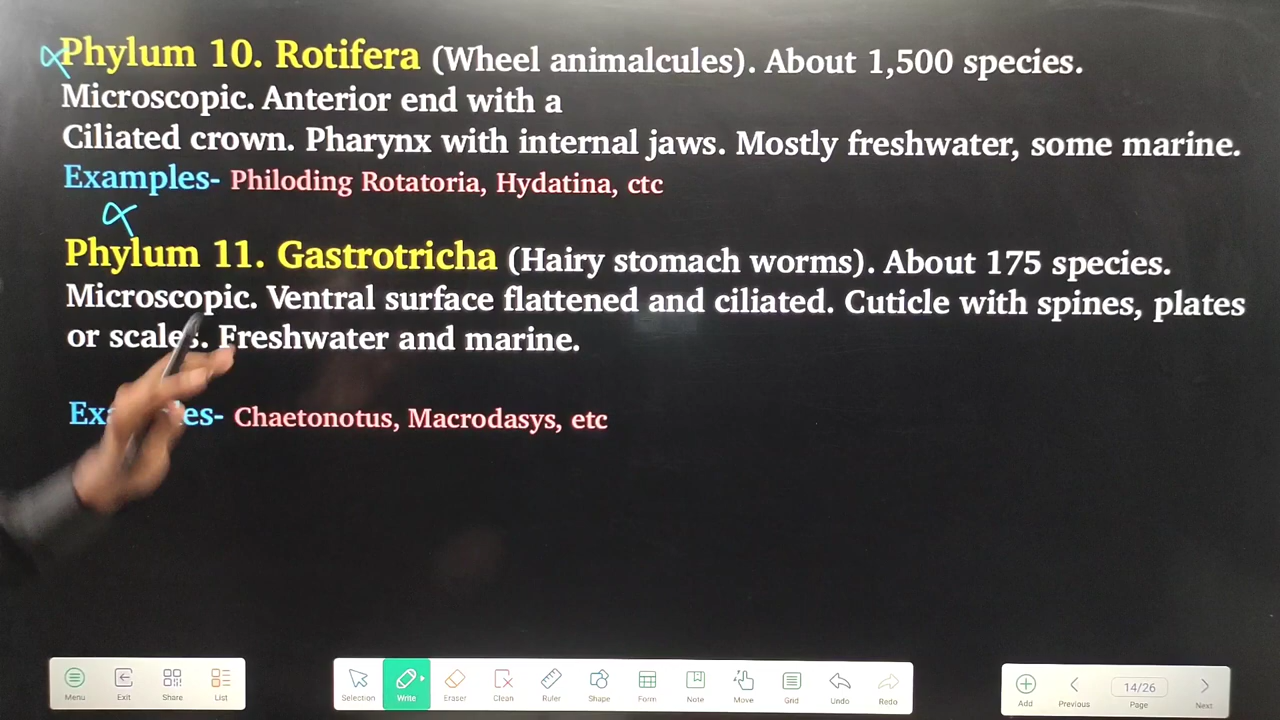 Phylum 10. Rotifera (Wheel animalcules). About 1,500 species.
Microscopic. Anterior end with a
Ciliated crown. Pharynx with internal jaws. Mostly freshwater, some marine.
Examples- Philoding Rotatoria, Hydatina, ctc
Phylum 11. Gastrotricha (Hairy stomach worms). About 175 species.
Microscopic. Ventral surface flattened and ciliated. Cuticle with spines, plates
or scales. Freshwater and marine.
Examples- Chaetonotus, Macrodasys, etc
Menu Exit Share List Selection Write Eraser Clean Ruler Shape Form Note Move Grid Undo Redo Add Previous 14/26 Page Next